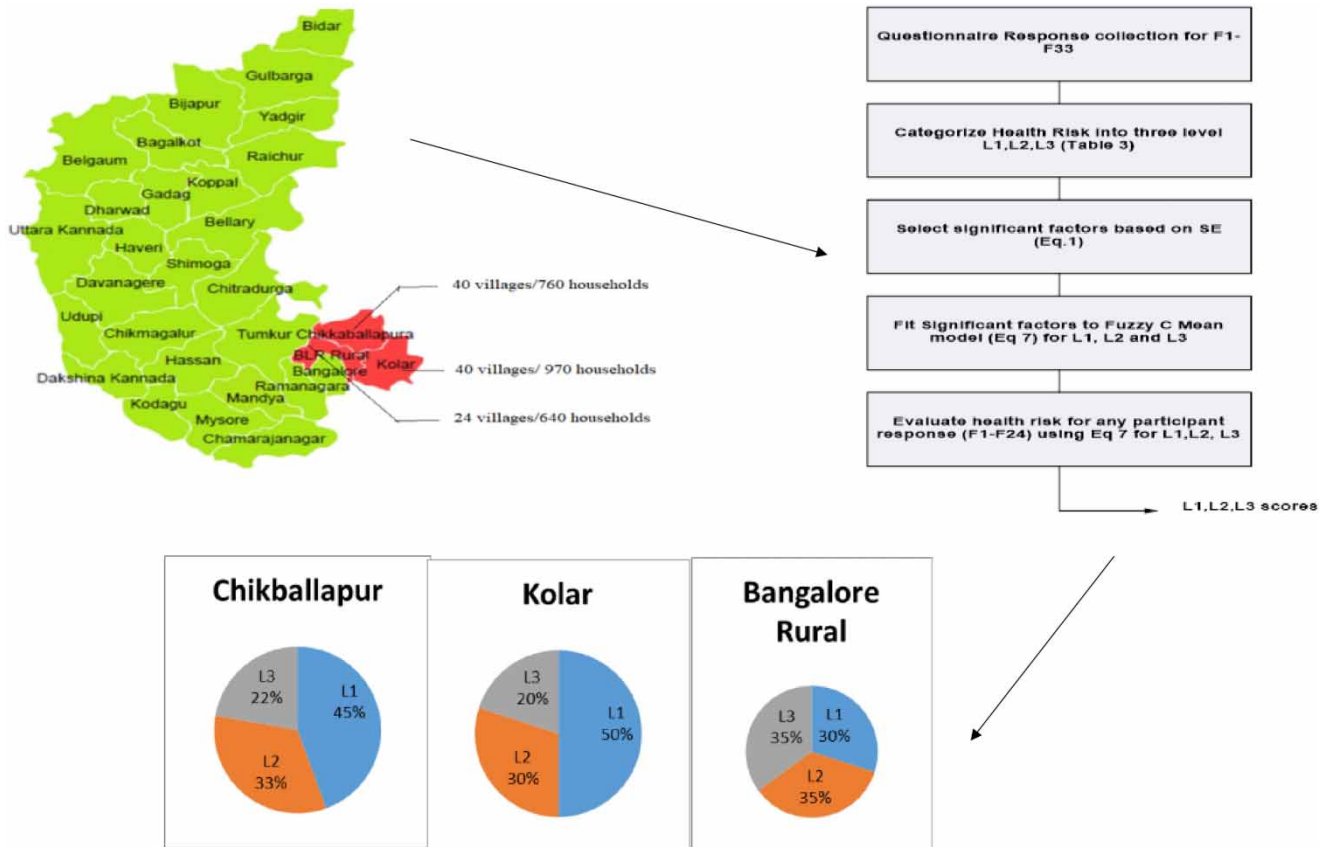 Bidar
Gulbarga
Bijapur
Yadgir
Bagalkot
Belgaum
Raichur
Koppal
Gadag
Dharwad
Bellary
Uttara Kannada
Haveri
Shimoga
Davanagere
Chitradurga
Udupi
Chikmagalur
Tumkur
Chikkaballapura
Hassan
BLR Rural
Kolar
Bangalore
Dakshina Kannada
Ramanagara
Mandya
Kodagu
Mysore
Chamarajanagar
40 villages/760 households
40 villages/ 970 households
24 villages/640 households
Questionnaire Response collection for F1-
F33
Categorize Health Risk into three level
L1,L2,L3 (Table 3)
Select significant factors based on SE
(Eq.1)
Fit Significant factors to Fuzzy C Mean
model (Eq 7) for L1, L2 and L3
Evaluate health risk for any participant
response (F1-F24) using Eq 7 for L1,L2, L3
L1,L2,L3 scores
Chikballapur
L3
22%
L1
45%
L2
33%
Kolar
L3
20%
L1
50%
L2
30%
Bangalore
Rural
L3
35%
L1
30%
L2
35%